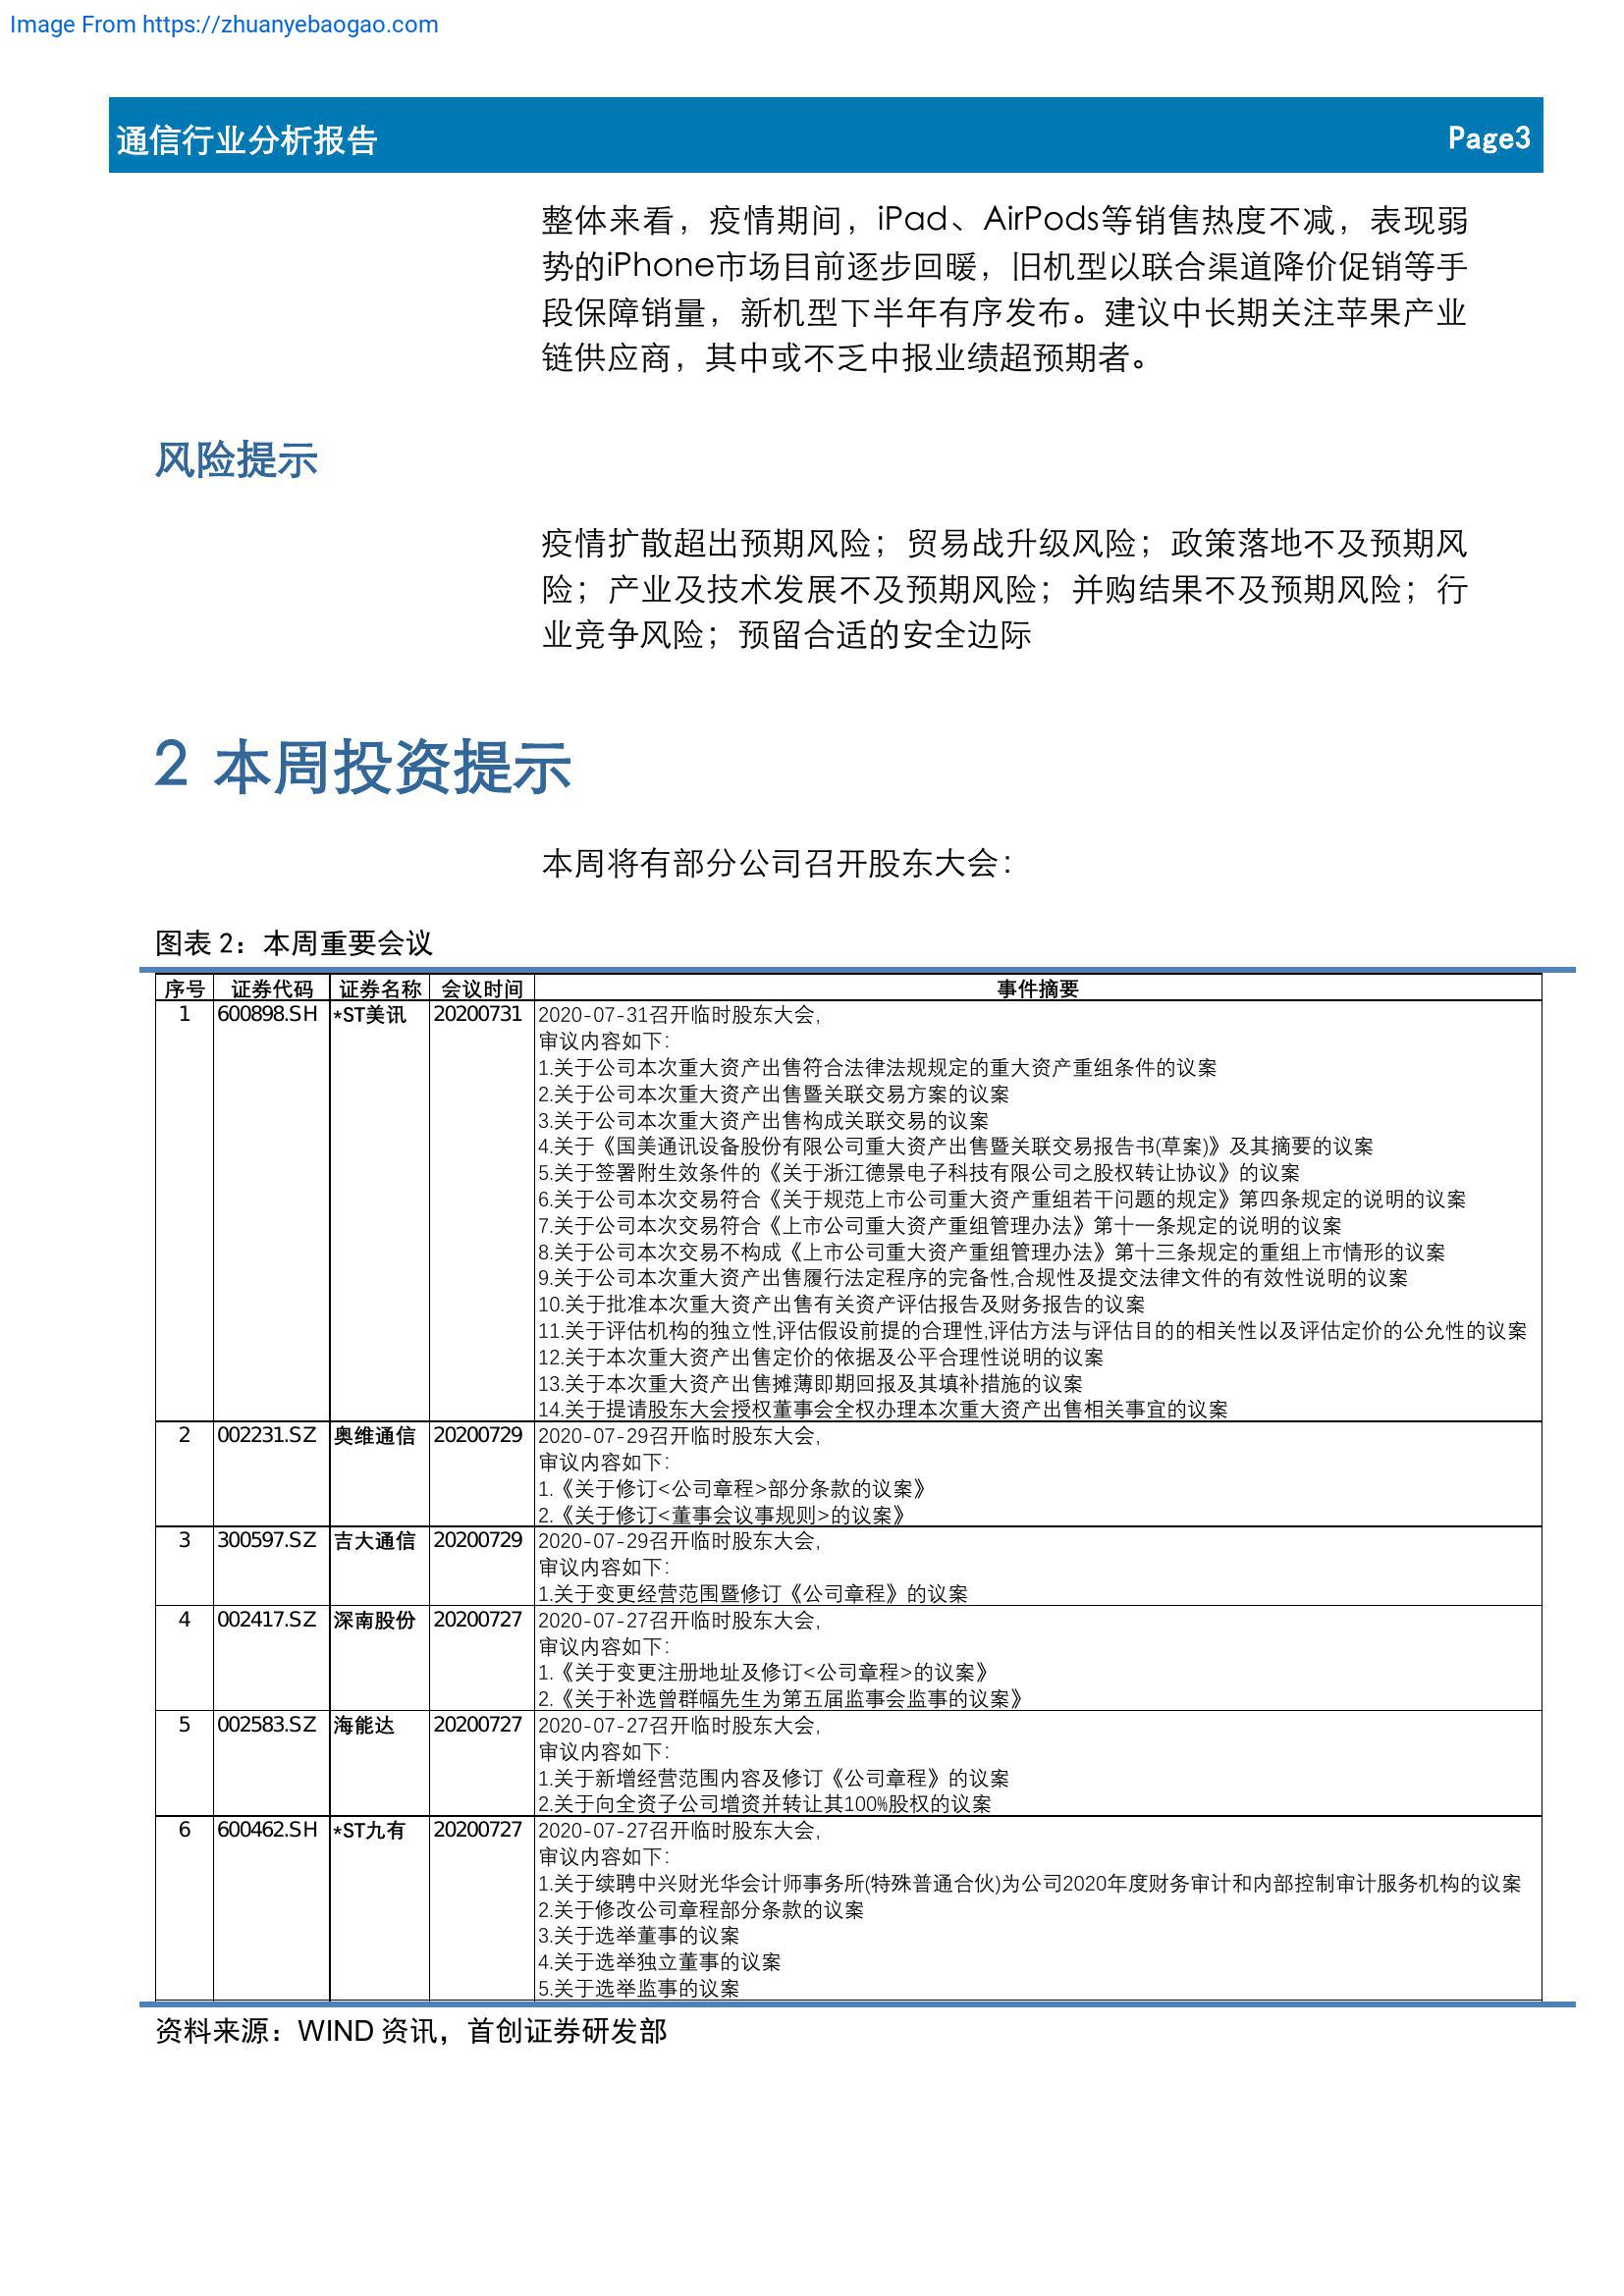 Image From https://zhuanyebaogao.com
通信行业分析报告 Page3
整体来看，疫情期间，iPad、AirPods等销售热度不减，表现弱
势的iPhone市场目前逐步回暖，旧机型以联合渠道降价促销等手
段保障销量，新机型下半年有序发布。建议中长期关注苹果产业
链供应商，其中或不乏中报业绩超预期者。
风险提示
疫情扩散超出预期风险；贸易战升级风险；政策落地不及预期风
险；产业及技术发展不及预期风险；并购结果不及预期风险；行
业竞争风险；预留合适的安全边际
2 本周投资提示
本周将有部分公司召开股东大会：
图表 2：本周重要会议
序号 证券代码 证券名称 会议时间 事件摘要
1 600898.SH *ST美讯 20200731 2020-07-31召开临时股东大会，
审议内容如下：
1.关于公司本次重大资产出售符合法律法规规定的重大资产重组条件的议案
2.关于公司本次重大资产出售暨关联交易方案的议案
3.关于公司本次重大资产出售构成关联交易的议案
4.关于《国美通讯设备股份有限公司重大资产出售暨关联交易报告书(草案)》及其摘要的议案
5.关于签署附生效条件的《关于浙江德景电子科技有限公司之股权转让协议》的议案
6.关于公司本次交易符合《关于规范上市公司重大资产重组若干问题的规定》第四条规定的说明的议案
7.关于公司本次交易符合《上市公司重大资产重组管理办法》第十一条规定的说明的议案
8.关于公司本次交易不构成《上市公司重大资产重组管理办法》第十三条规定的重组上市情形的议案
9.关于公司本次重大资产出售履行法定程序的完备性,合规性及提交法律文件的有效性说明的议案
10.关于批准本次重大资产出售有关资产评估报告及财务报告的议案
11.关于评估机构的独立性,评估假设前提的合理性,评估方法与评估目的的相关性以及评估定价的公允性的议案
12.关于本次重大资产出售定价的依据及公平合理性说明的议案
13.关于本次重大资产出售摊薄即期回报及其填补措施的议案
14.关于提请股东大会授权董事会全权办理本次重大资产出售相关事宜的议案
2 002231.SZ 奥维通信 20200729 2020-07-29召开临时股东大会，
审议内容如下：
1.《关于修订<公司章程>部分条款的议案》
2.《关于修订<董事会议事规则>的议案》
3 300597.SZ 吉大通信 20200729 2020-07-29召开临时股东大会，
审议内容如下：
1.关于变更经营范围暨修订《公司章程》的议案
4 002417.SZ 深南股份 20200727 2020-07-27召开临时股东大会，
审议内容如下：
1.《关于变更注册地址及修订<公司章程>的议案》
2.《关于补选曾群幅先生为第五届监事会监事的议案》
5 002583.SZ 海能达 20200727 2020-07-27召开临时股东大会，
审议内容如下：
1.关于新增经营范围内容及修订《公司章程》的议案
2.关于向全资子公司增资并转让其100%股权的议案
6 600462.SH *ST九有 20200727 2020-07-27召开临时股东大会，
审议内容如下：
1.关于续聘中兴财光华会计师事务所(特殊普通合伙)为公司2020年度财务审计和内部控制审计服务机构的议案
2.关于修改公司章程部分条款的议案
3.关于选举董事的议案
4.关于选举独立董事的议案
5.关于选举监事的议案
资料来源：WIND 资讯，首创证券研发部